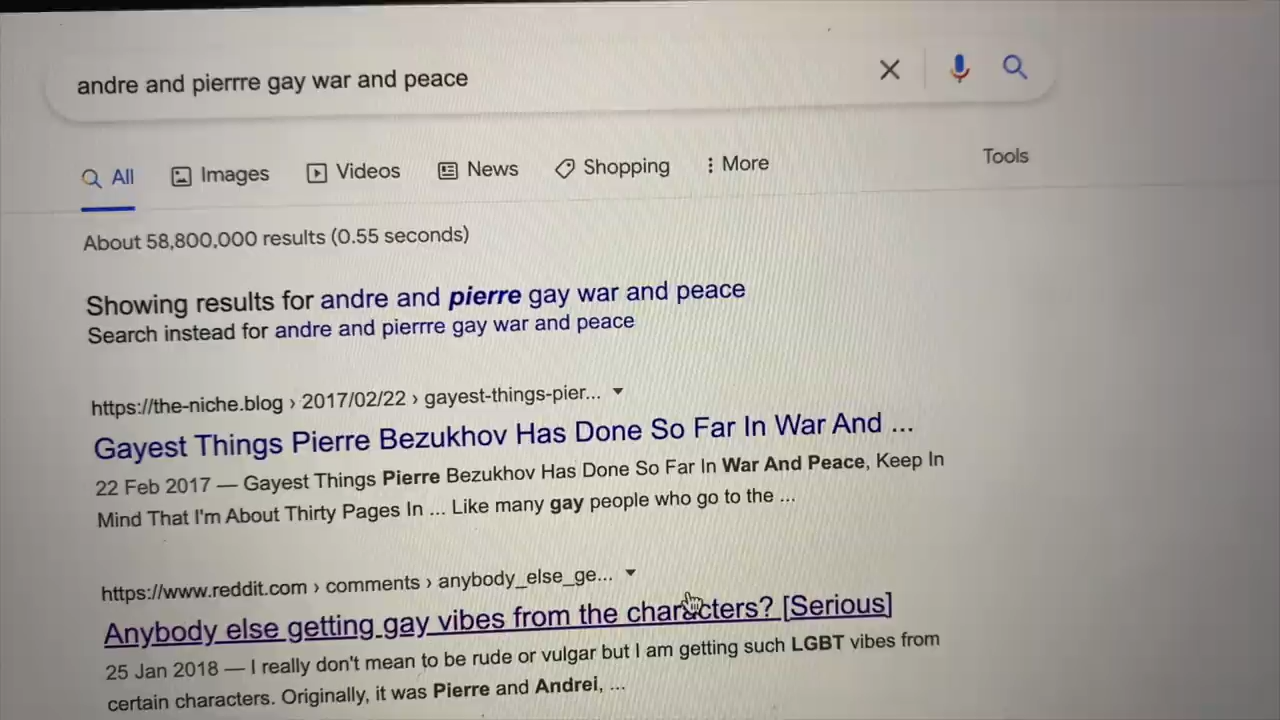 andre and pierrre gay war and peace
All Images Videos News Shopping More Tools
About 58,800,000 results (0.55 seconds)
Showing results for andre and pierre gay war and peace
Search instead for andre and pierrre gay war and peace
https://the-niche.blog › 2017/02/22 › gayest-things-pier...
Gayest Things Pierre Bezukhov Has Done So Far In War And ...
22 Feb 2017 — Gayest Things Pierre Bezukhov Has Done So Far In War And Peace, Keep In
Mind That I'm About Thirty Pages In ... Like many gay people who go to the ...
https://www.reddit.com › comments › anybody_else_ge...
Anybody else getting gay vibes from the characters? [Serious]
25 Jan 2018 — I really don't mean to be rude or vulgar but I am getting such LGBT vibes from
certain characters. Originally, it was Pierre and Andrei, ...